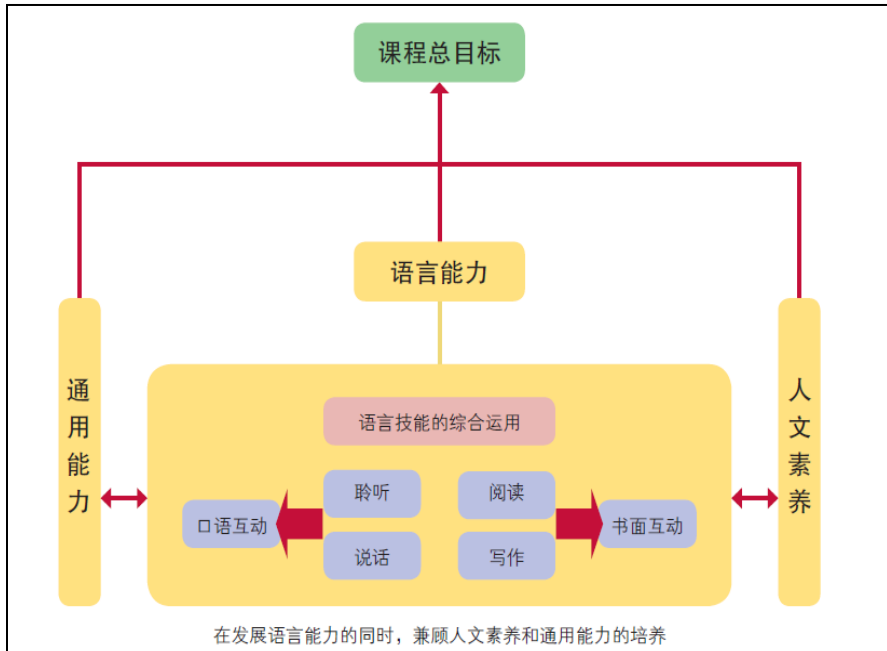 课程总目标
语言能力
通用能力
人文素养
语言技能的综合运用
聆听
阅读
口语互动
书面互动
说话
写作
在发展语言能力的同时，兼顾人文素养和通用能力的培养